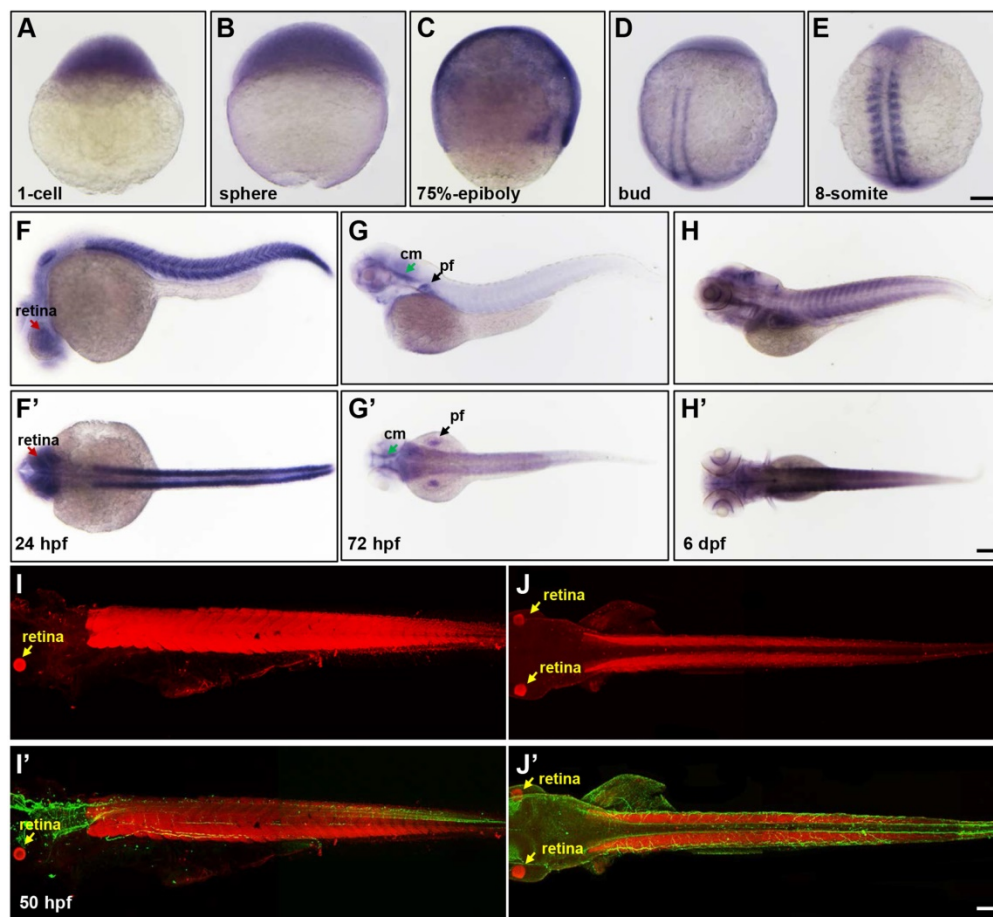 A
1-cell
B
sphere
C
75%-epiboly
D
bud
E
8-somite
F
retina
G
cm
pf
H
F’
retina
24 hpf
G’
cm
pf
72 hpf
H’
6 dpf
I
retina
J
retina
retina
I’
retina
50 hpf
J’
retina
retina